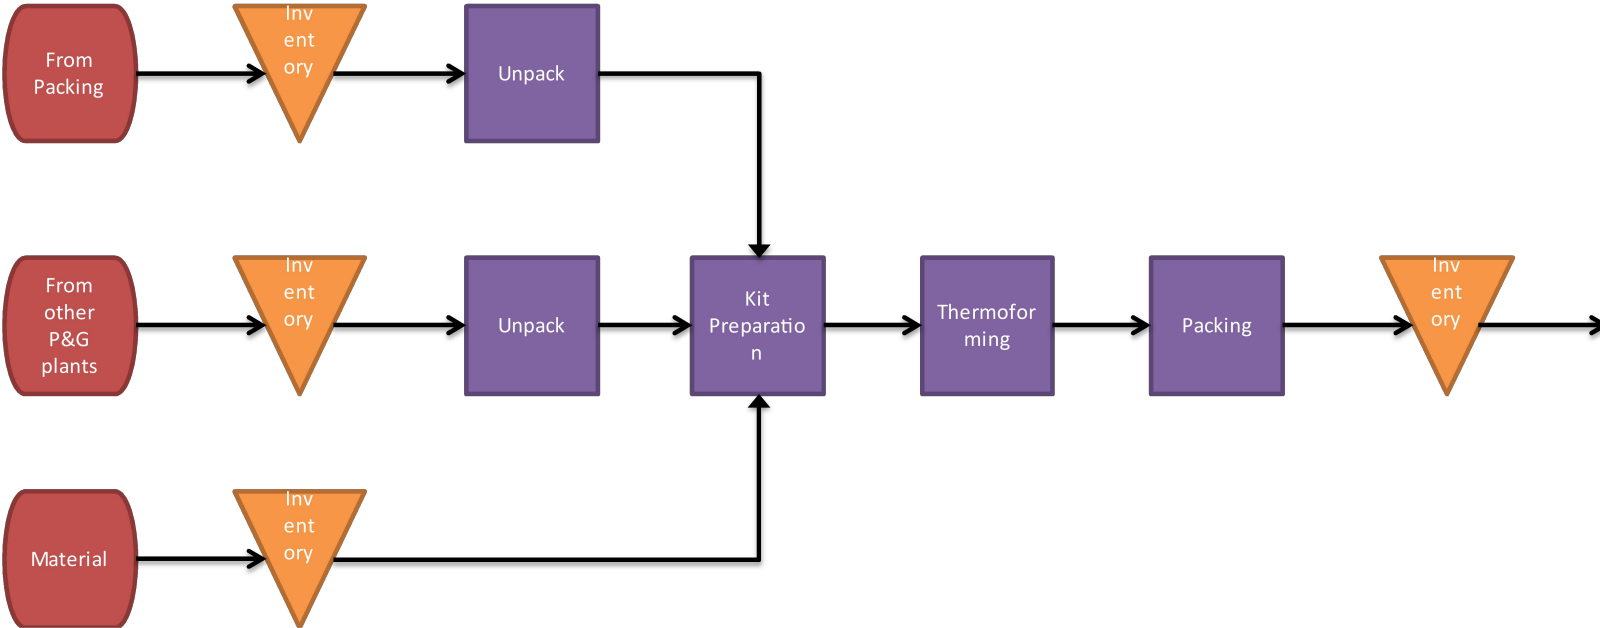 From
Packing
Inv
ent
ory
Unpack
From
other
P&G
plants
Inv
ent
ory
Unpack
Kit
Preparatio
n
Thermofor
ming
Packing
Inv
ent
ory
Material
Inv
ent
ory